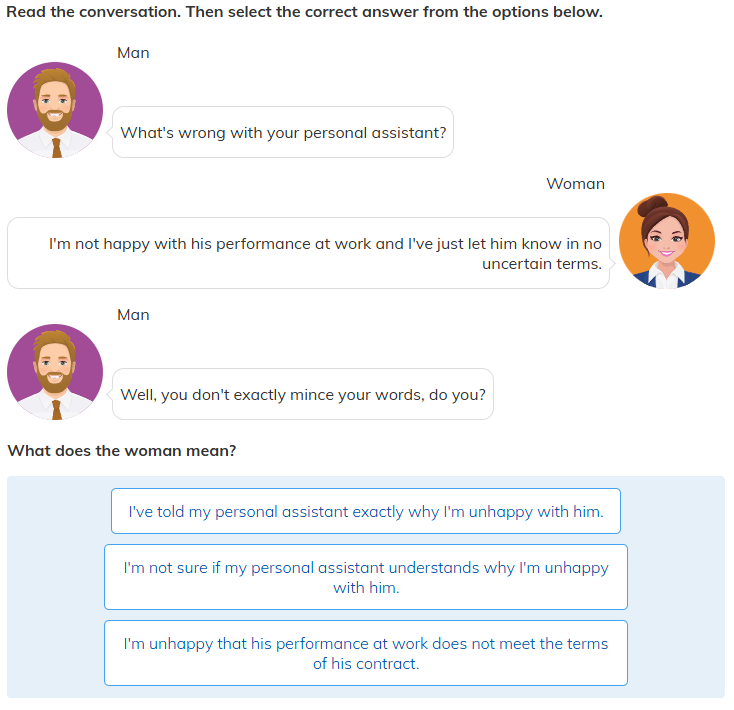 Read the conversation. Then select the correct answer from the options below.
Man
What's wrong with your personal assistant?
Woman
I'm not happy with his performance at work and I've just let him know in no
uncertain terms.
Man
Well, you don't exactly mince your words, do you?
What does the woman mean?
I've told my personal assistant exactly why I'm unhappy with him.
I'm not sure if my personal assistant understands why I'm unhappy
with him.
I'm unhappy that his performance at work does not meet the terms
of his contract.